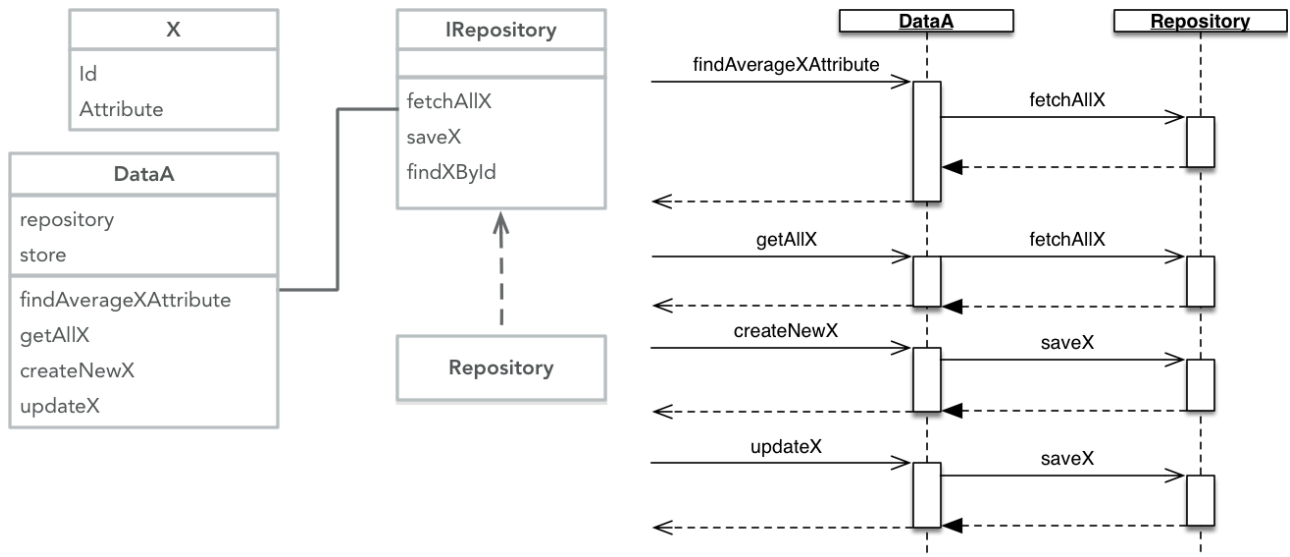 X
Id
Attribute
DataA
repository
store
findAverageXAttribute
getAllX
createNewX
updateX
IRepository
fetchAllX
saveX
findXById
Repository
DataA
Repository
findAverageXAttribute
fetchAllX
getAllX
fetchAllX
createNewX
saveX
updateX
saveX